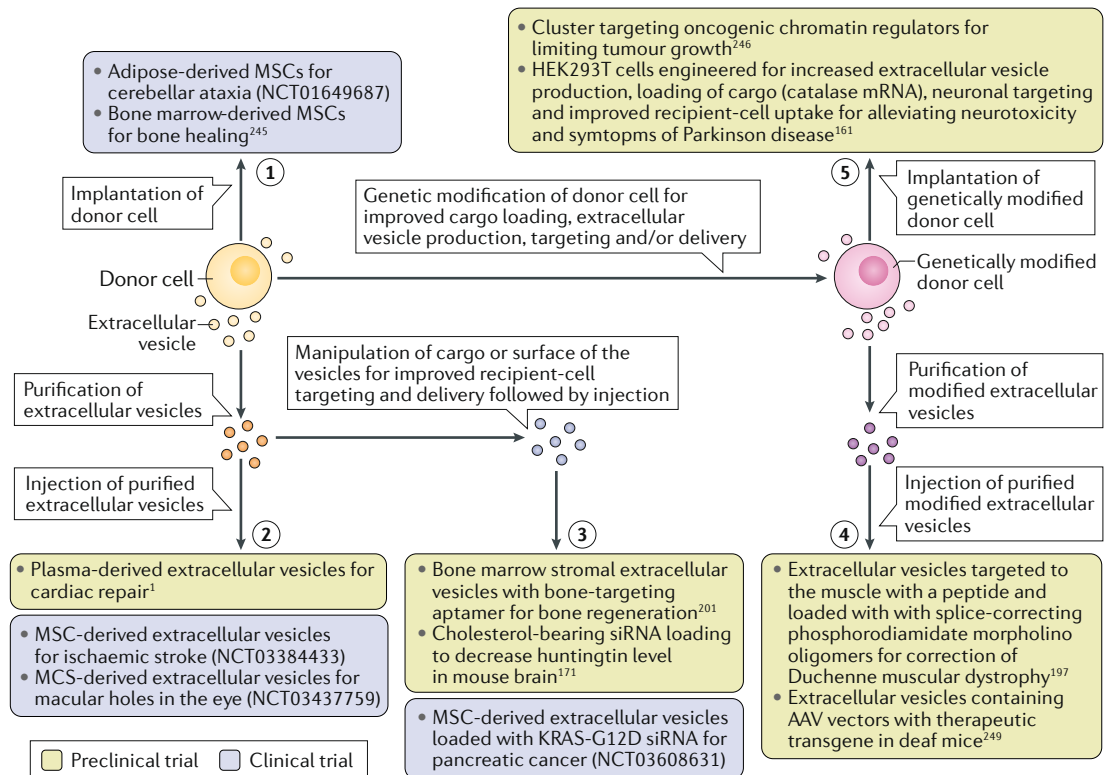 • Adipose-derived MSCs for
cerebellar ataxia (NCT01649687)
• Bone marrow-derived MSCs
for bone healing245
• Cluster targeting oncogenic chromatin regulators for
limiting tumour growth246
• HEK293T cells engineered for increased extracellular vesicle
production, loading of cargo (catalase mRNA), neuronal targeting
and improved recipient-cell uptake for alleviating neurotoxicity
and symtopms of Parkinson disease161
1
5
Implantation of
donor cell
Genetic modification of donor cell for
improved cargo loading, extracellular
vesicle production, targeting and/or delivery
Implantation of
genetically modified
donor cell
Donor cell
Genetically modified
donor cell
Extracellular
vesicle
Manipulation of cargo or surface of the
vesicles for improved recipient-cell
targeting and delivery followed by injection
Purification of
extracellular vesicles
Purification of
modified extracellular
vesicles
Injection of purified
extracellular vesicles
Injection of purified
modified extracellular
vesicles
2
3
4
• Plasma-derived extracellular vesicles for
cardiac repair1
• MSC-derived extracellular vesicles
for ischaemic stroke (NCT03384433)
• MCS-derived extracellular vesicles for
macular holes in the eye (NCT03437759)
• Bone marrow stromal extracellular
vesicles with bone-targeting
aptamer for bone regeneration201
• Cholesterol-bearing siRNA loading
to decrease huntingtin level
in mouse brain171
• MSC-derived extracellular vesicles
loaded with KRAS-G12D siRNA for
pancreatic cancer (NCT03608631)
• Extracellular vesicles targeted to
the muscle with a peptide and
loaded with with splice-correcting
phosphorodiamidate morpholino
oligomers for correction of
Duchenne muscular dystrophy197
• Extracellular vesicles containing
AAV vectors with therapeutic
transgene in deaf mice249
Preclinical trial
Clinical trial